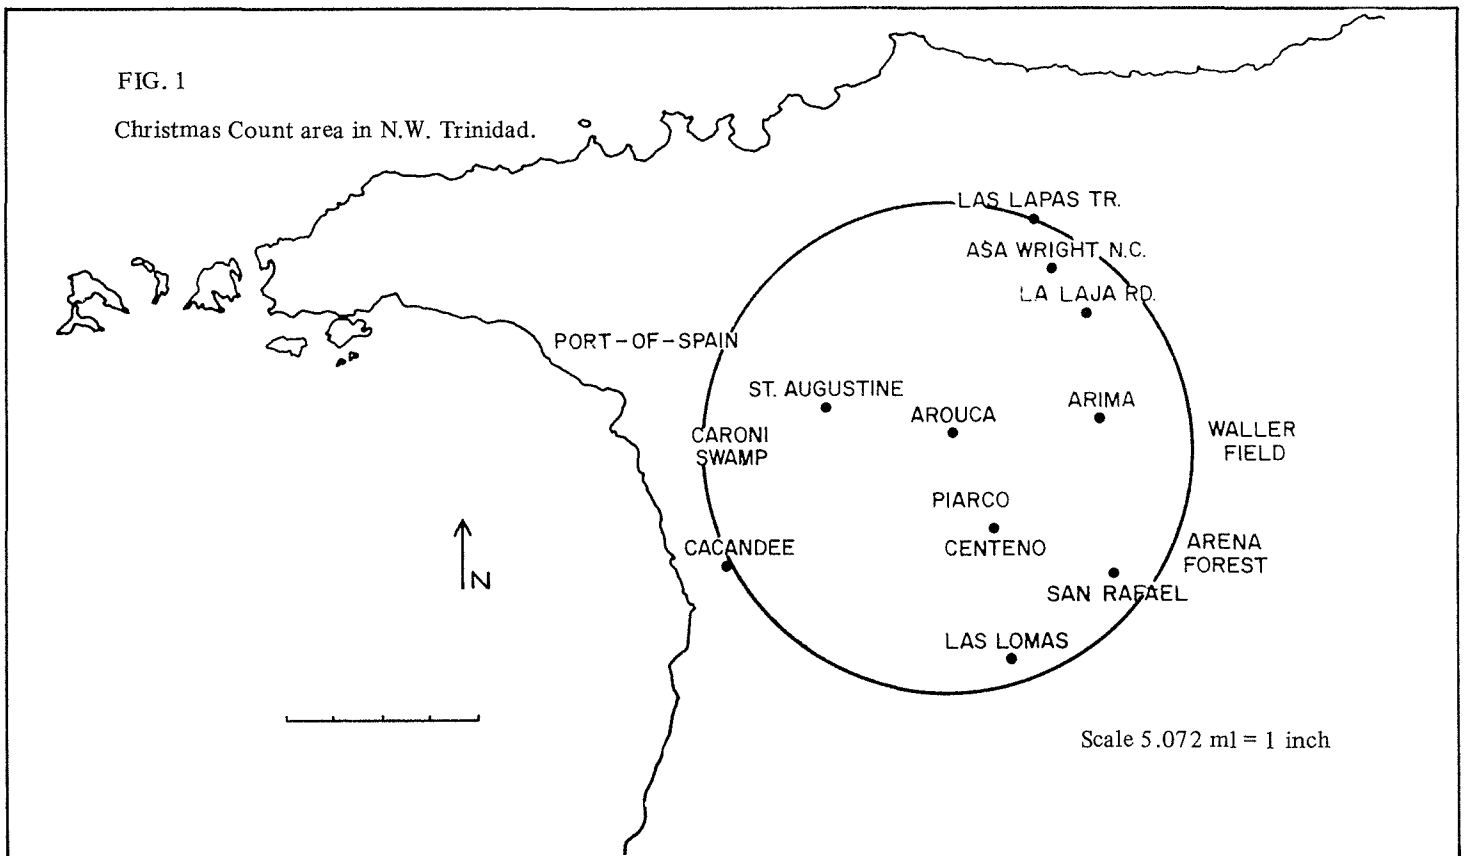 FIG. 1
Christmas Count area in N.W. Trinidad.
LAS LAPAS TR.
ASA WRIGHT N.C.
LA LAJA RD.
PORT-OF-SPAIN
ST. AUGUSTINE
AROUCA
ARIMA
CARONI
SWAMP
WALLER
FIELD
PIARCO
CENTENO
CACANDEE
ARENA
FOREST
SAN RAFAEL
N
LAS LOMAS
Scale 5.072 ml = 1 inch